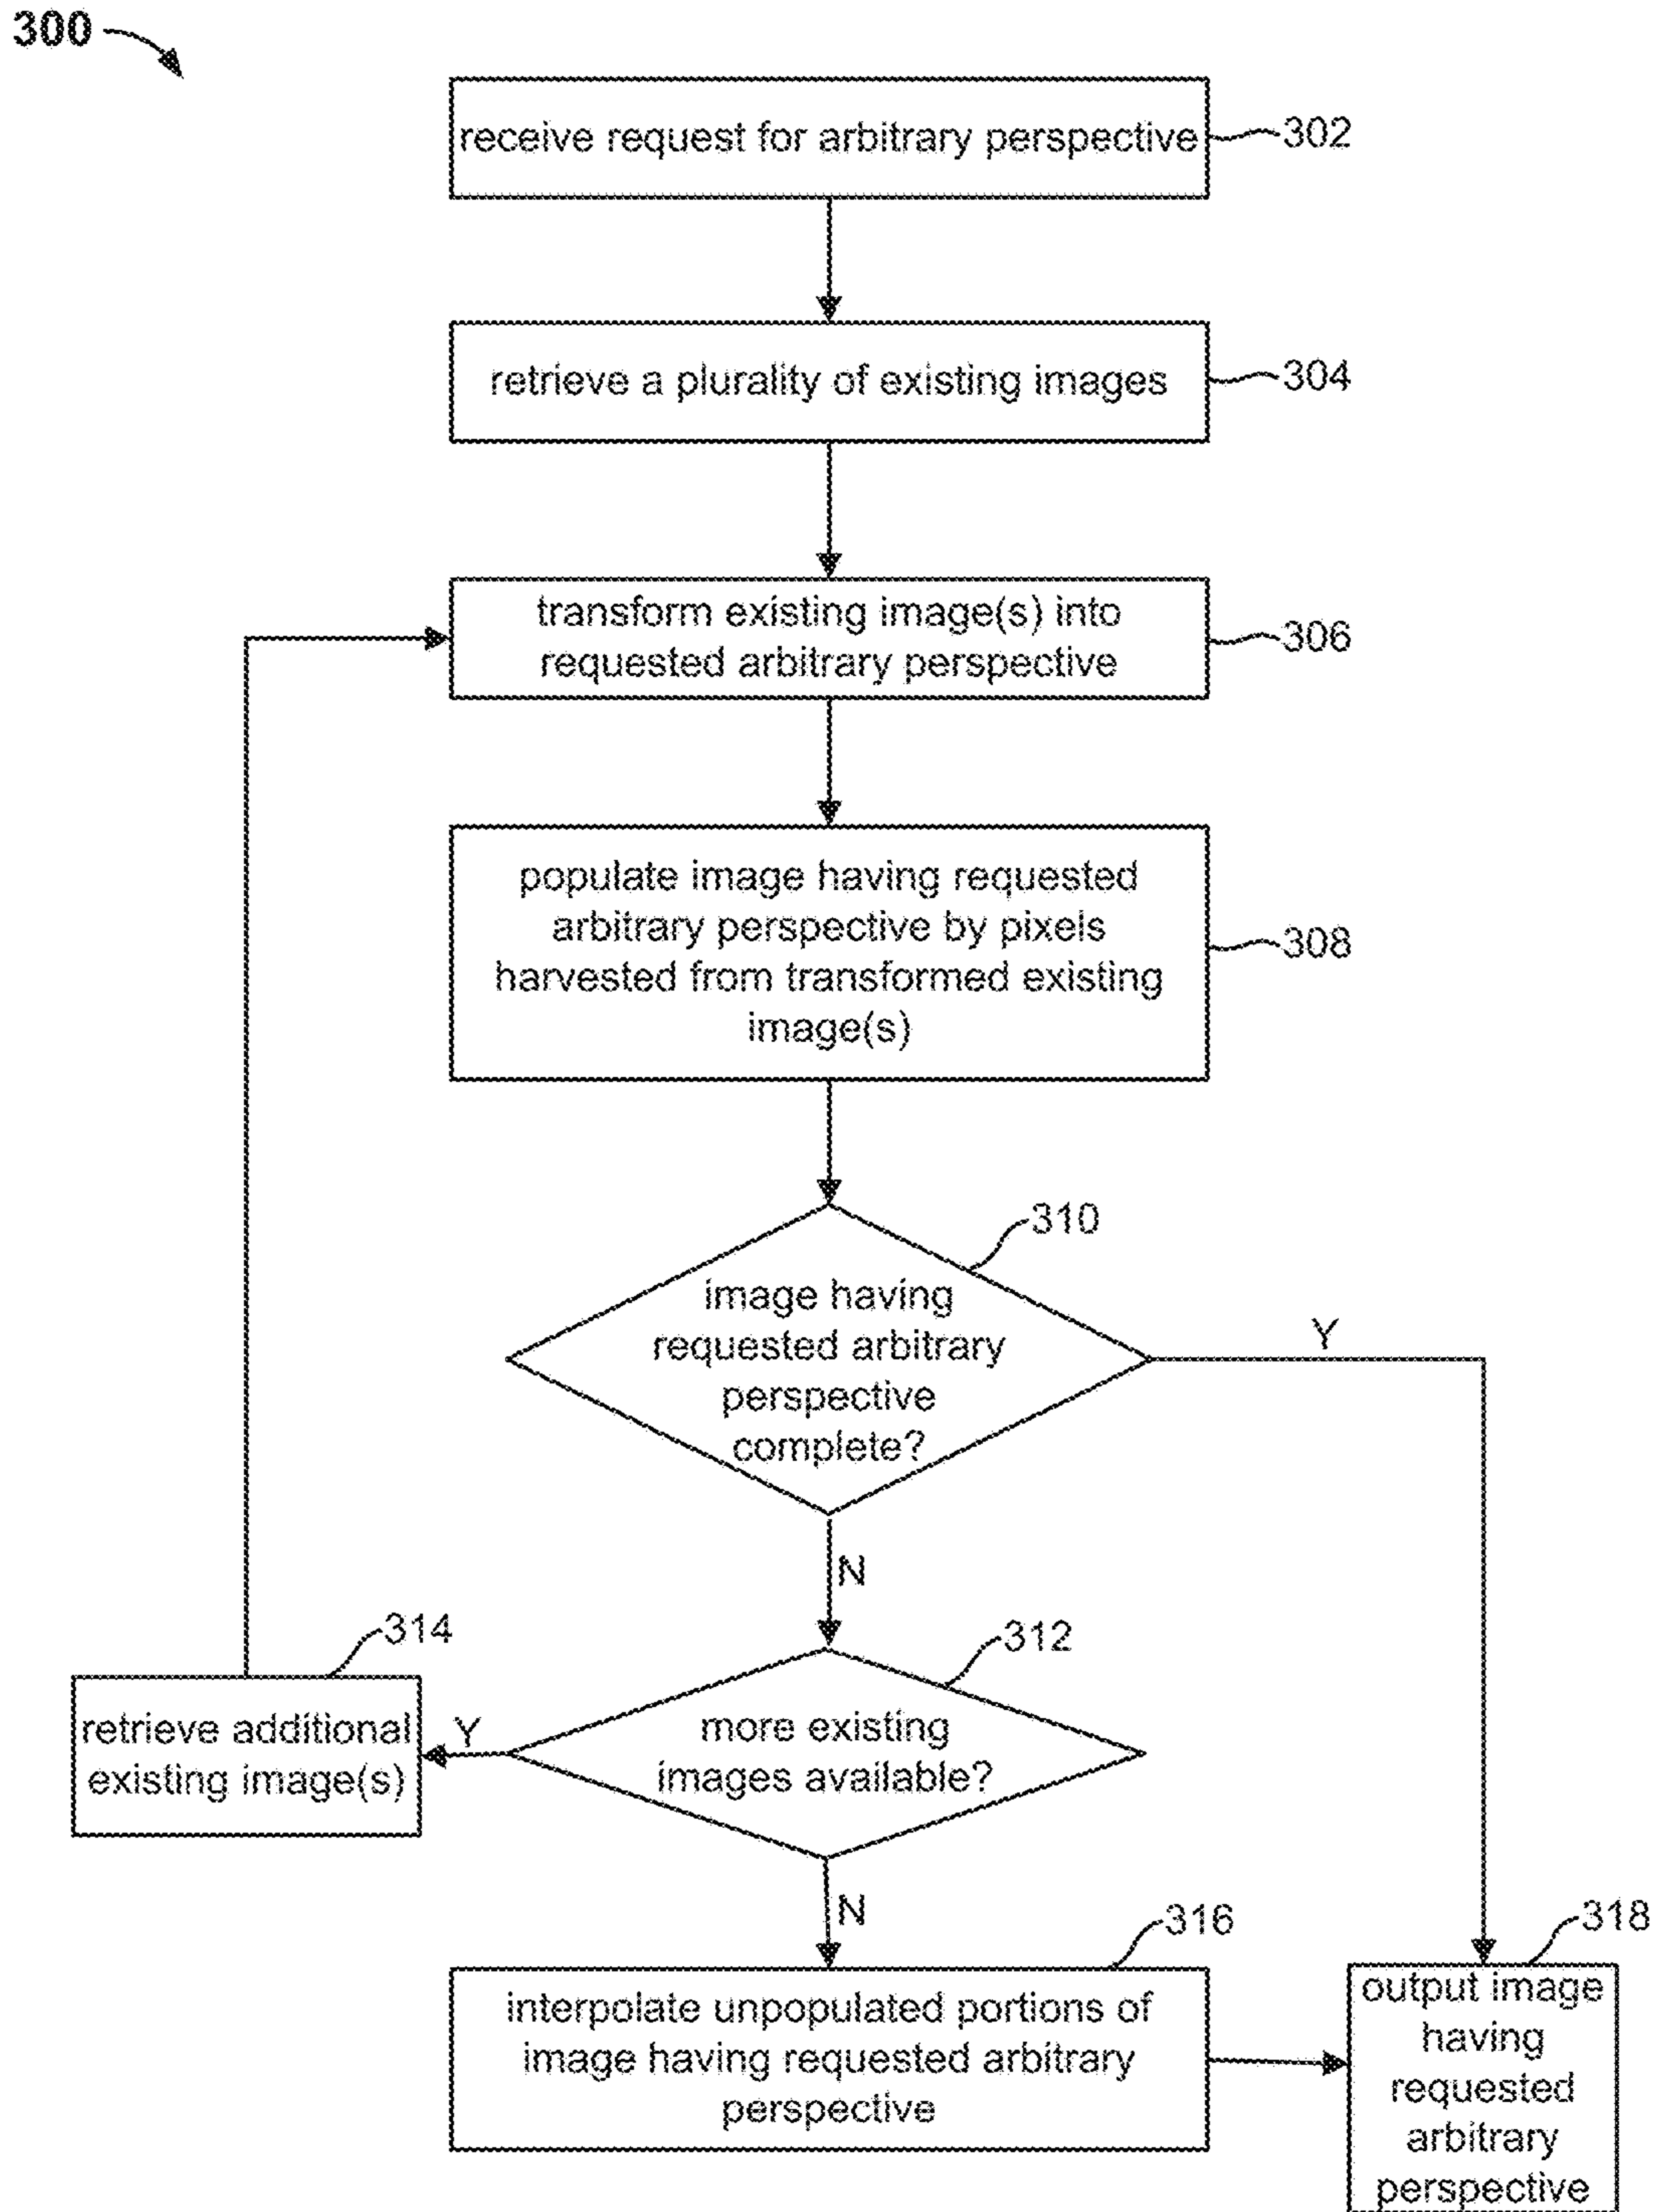 300
receive request for arbitrary perspective
302
retrieve a plurality of existing images
304
transform existing image(s) into
requested arbitrary perspective
306
populate image having requested
arbitrary perspective by pixels
harvested from transformed existing
image(s)
308
310
image having
requested arbitrary
perspective
complete?
Y
N
314
312
retrieve additional
existing image(s)
Y
more existing
images available?
N
316
318
interpolate unpopulated portions of
image having requested arbitrary
perspective
output image
having
requested
arbitrary
perspective